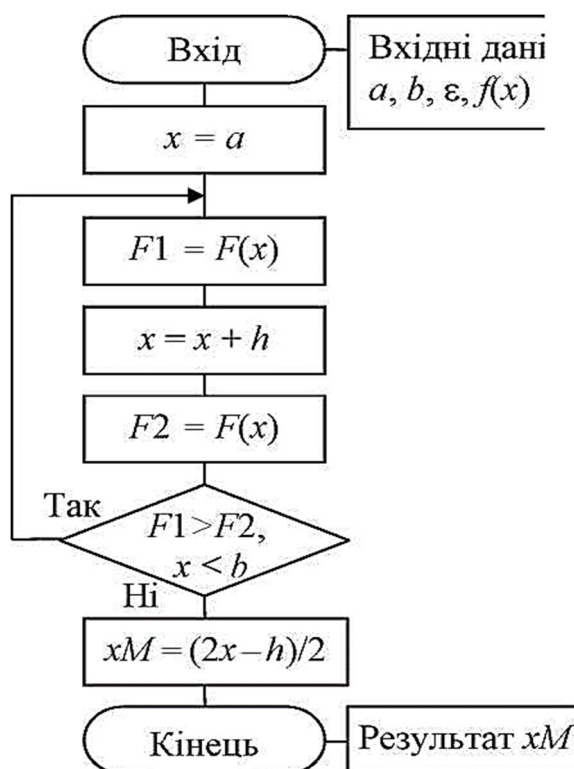 Вхід
Вхідні дані
a, b, ε, f(x)
x = a
F1 = F(x)
x = x + h
F2 = F(x)
Так
F1>F2,
x < b
Ні
xM = (2x–h)/2
Кінець
Результат xM